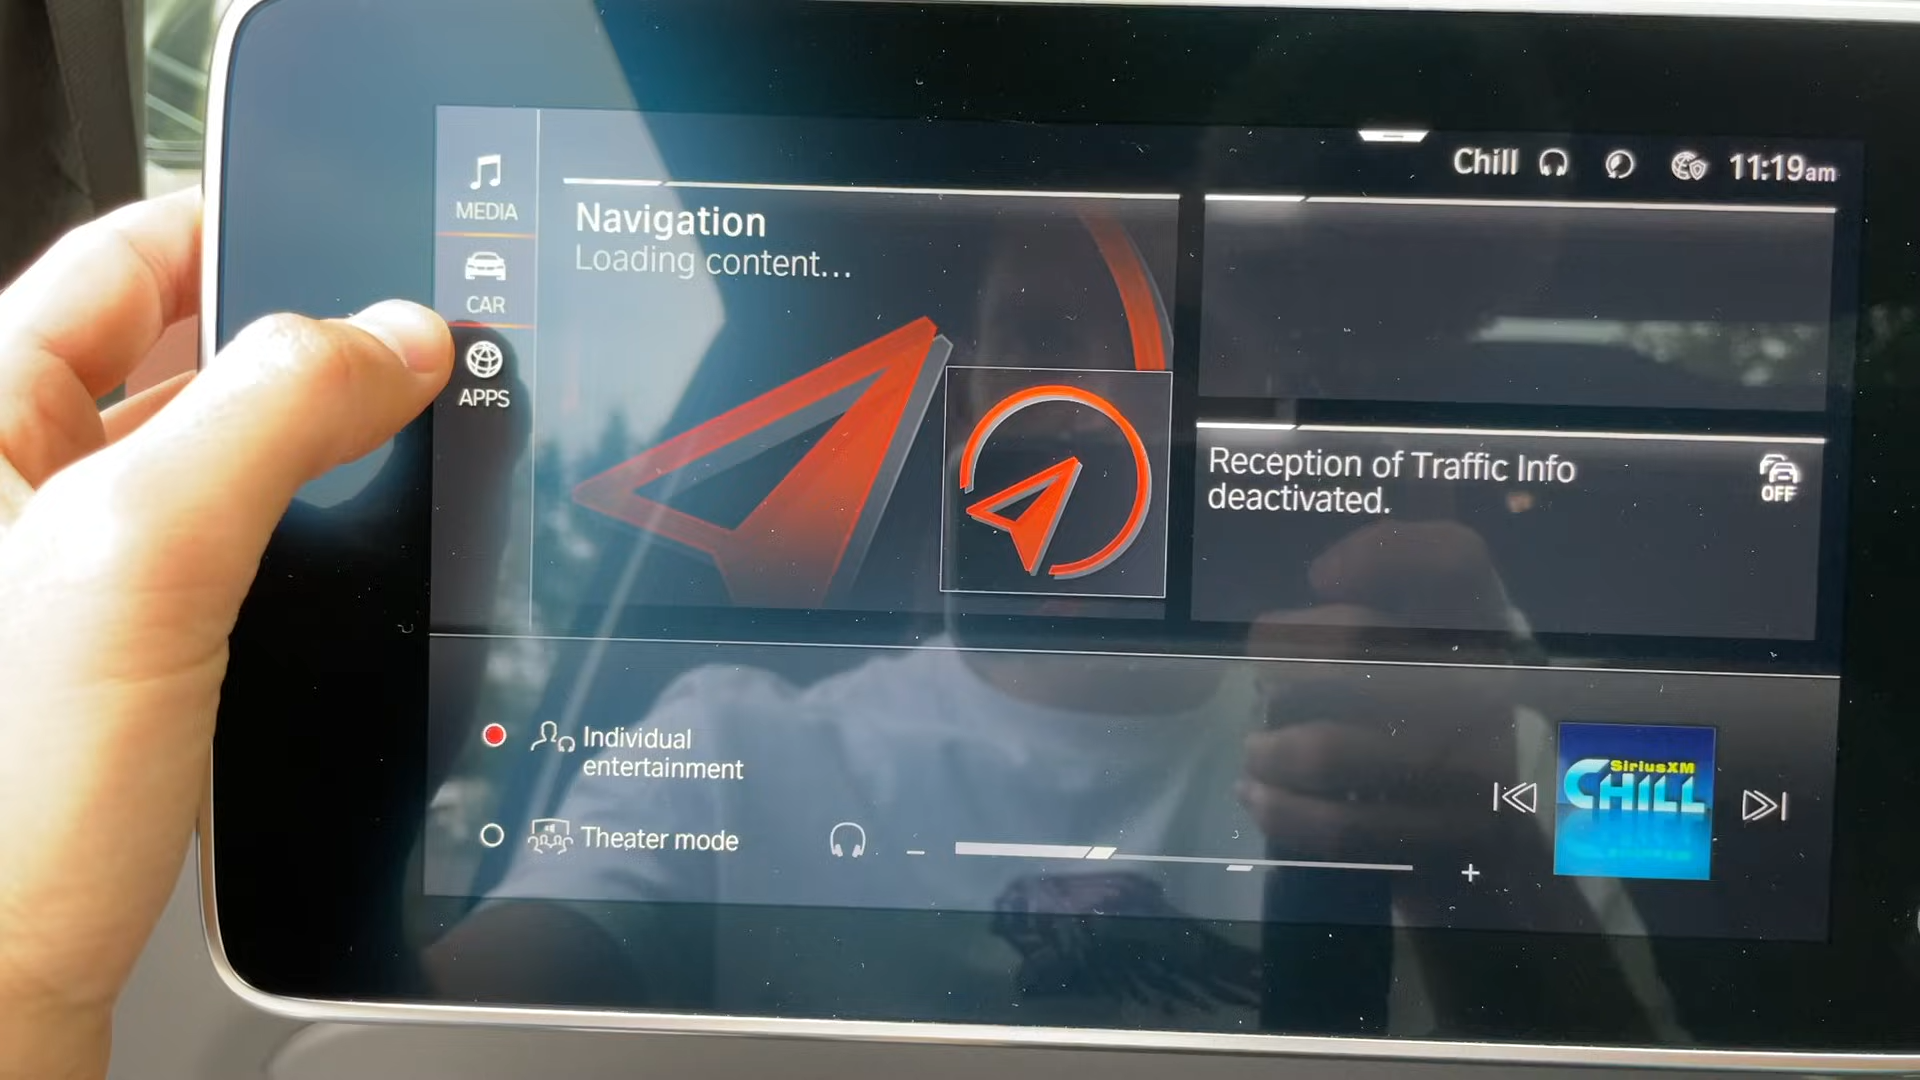 MEDIA
CAR
APPS
Chill
11:19am
Navigation
Loading content...
Reception of Traffic Info
deactivated.
OFF
Individual
entertainment
Theater mode
SiriusXM
CHILL